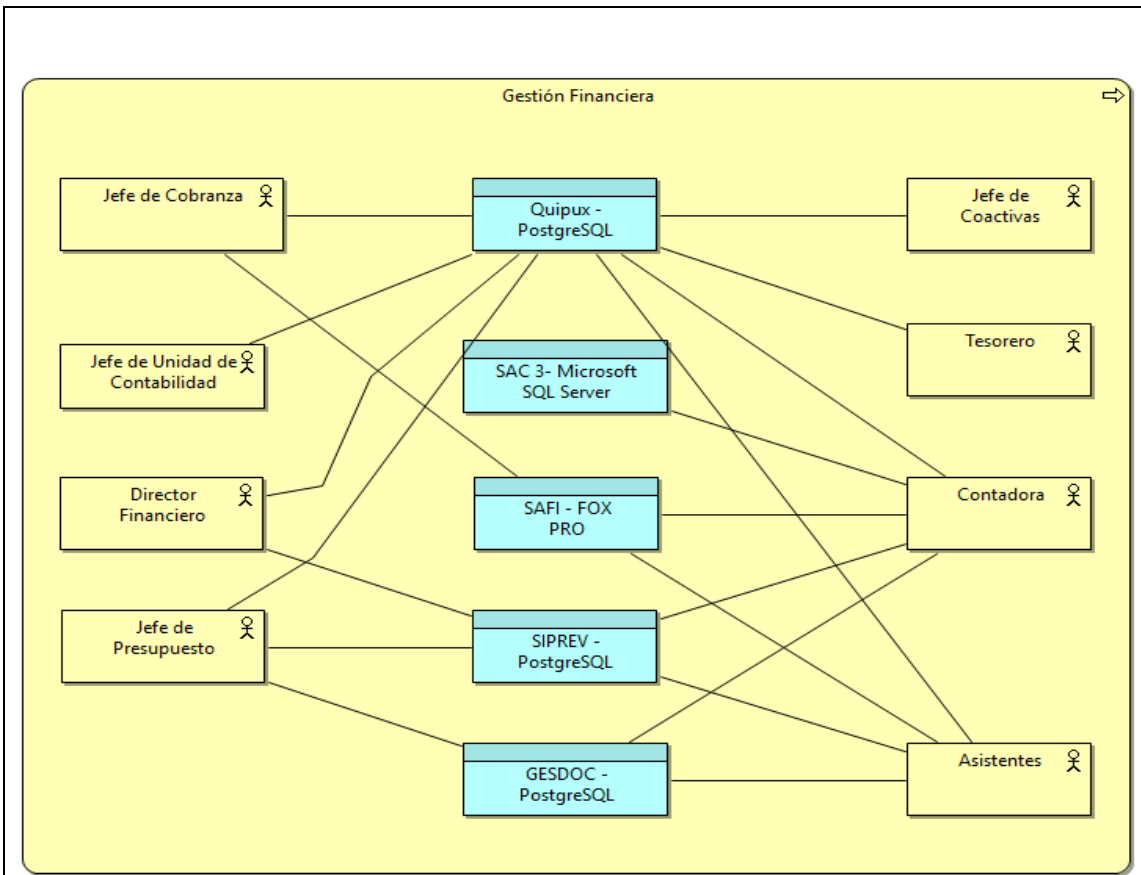 Gestión Financiera
Jefe de Cobranza
Quipux -
PostgreSQL
Jefe de
Coactivas
Jefe de Unidad de
Contabilidad
SAC 3- Microsoft
SQL Server
Tesorero
Director
Financiero
SAFI - FOX
PRO
Contadora
Jefe de
Presupuesto
SIPREV -
PostgreSQL
GESDOC -
PostgreSQL
Asistentes